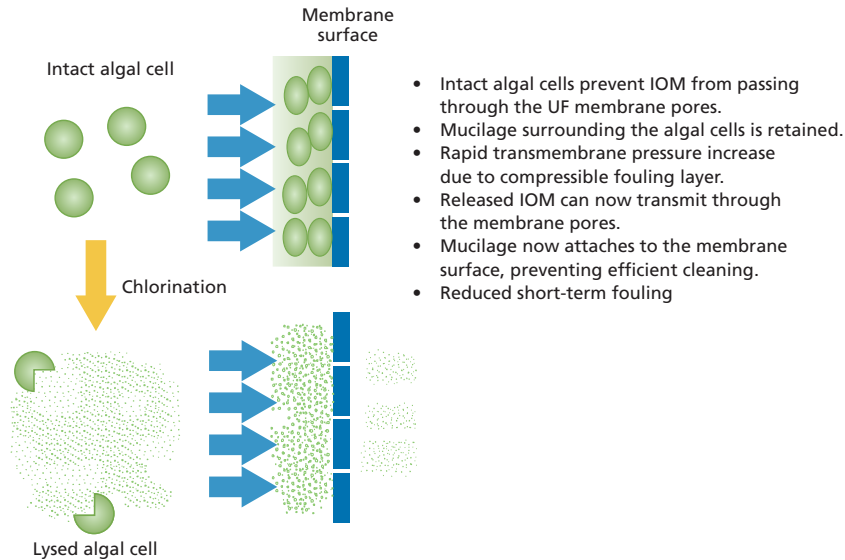 Membrane
surface
Intact algal cell
• Intact algal cells prevent IOM from passing
through the UF membrane pores.
• Mucilage surrounding the algal cells is retained.
• Rapid transmembrane pressure increase
due to compressible fouling layer.
• Released IOM can now transmit through
the membrane pores.
• Mucilage now attaches to the membrane
surface, preventing efficient cleaning.
• Reduced short-term fouling
Chlorination
Lysed algal cell